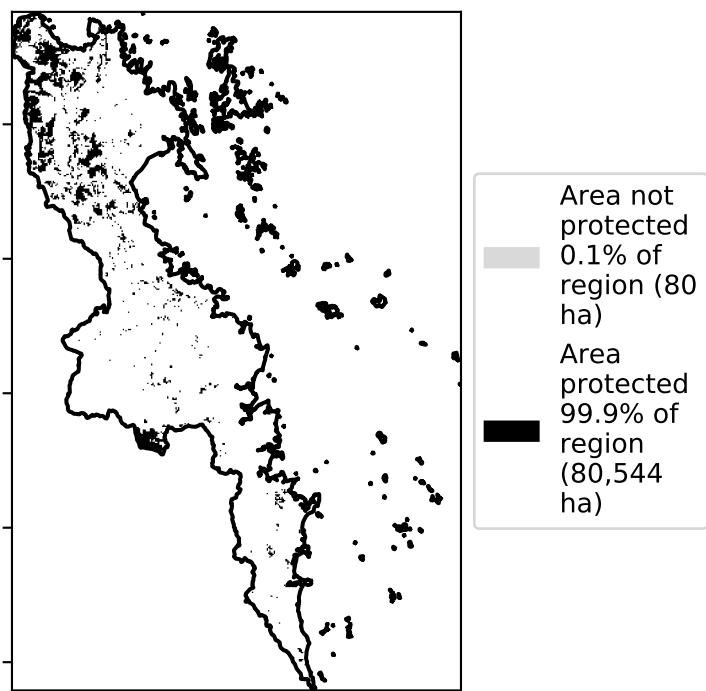 Area not
protected
0.1% of
region (80
ha)
Area
protected
99.9% of
region
(80,544
ha)